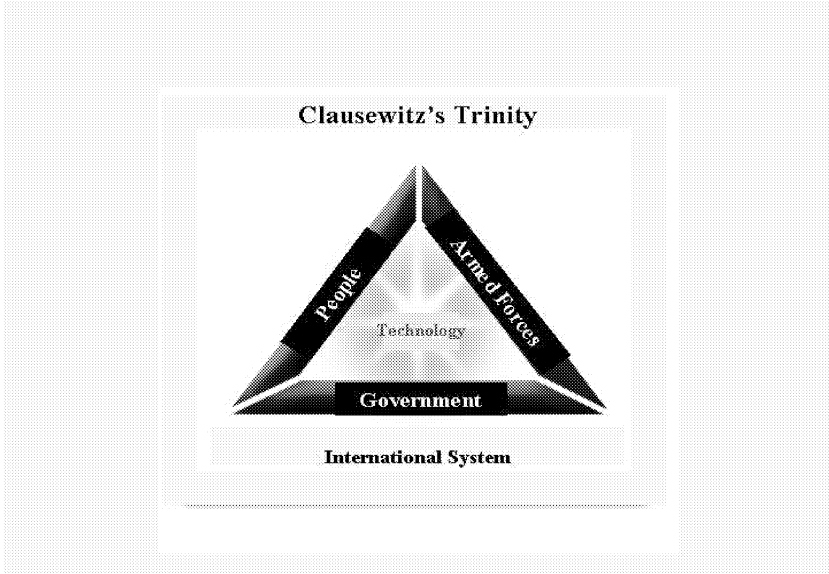 Clausewitz's Trinity
People
Armed Forces
Technology
Government
International System